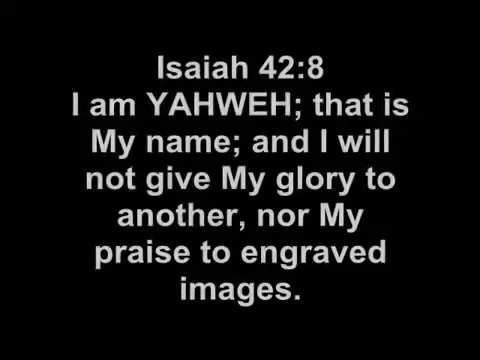 Isaiah 42:8
I am YAHWEH; that is
My name; and I will
not give My glory to
another, nor My
praise to engraved
images.